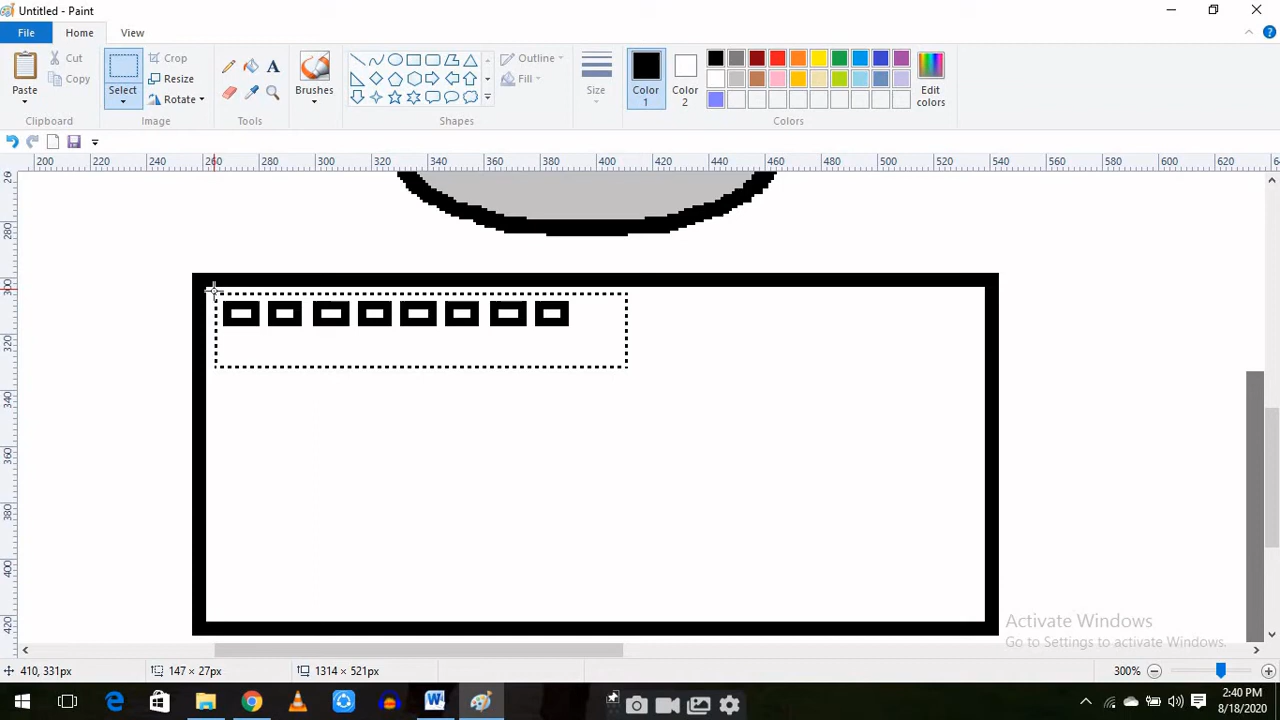 Untitled - Paint
File Home View
Paste Cut Copy Select Crop Resize Rotate Brushes Outline Fill Size Color 1 Color 2 Edit colors
Clipboard Image Tools Shapes Colors
200 220 240 260 280 300 320 340 360 380 400 420 440 460 480 500 520 540 560 580 600 620
280
300
320
340
360
380
400
420
Activate Windows
Go to Settings to activate Windows.
410, 331px 147 × 27px 1314 × 521px 300%
2:40 PM
8/18/2020